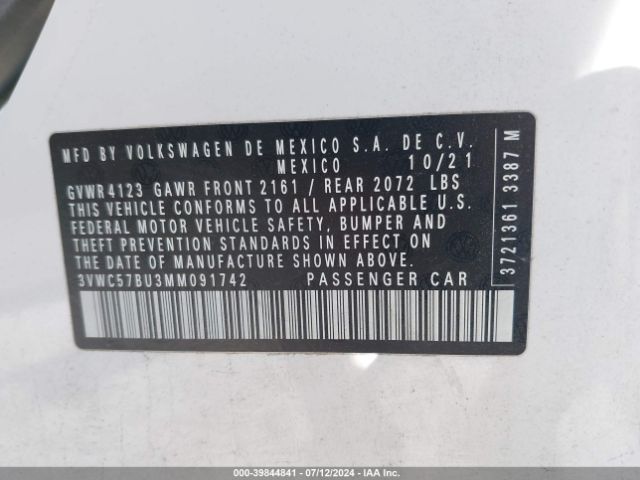 MFD BY VOLKSWAGEN DE MEXICO S.A. DE C.V.
MEXICO 10/21
GVWR 4123 GAWR FRONT 2161 / REAR 2072 LBS
THIS VEHICLE CONFORMS TO ALL APPLICABLE U.S.
FEDERAL MOTOR VEHICLE SAFETY, BUMPER AND
THEFT PREVENTION STANDARDS IN EFFECT ON
THE DATE OF MANUFACTURE SHOWN ABOVE.
3VWC57BU3MM091742 PASSENGER CAR
3721361 3387 M
COPART©: 39844841 - 07/12/2024 - IAA Inc.